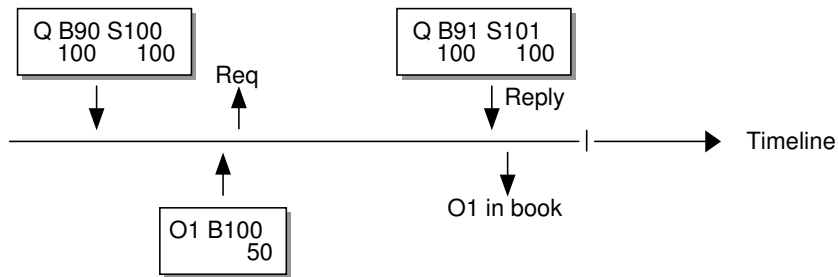 Q B90 S100
100 100
Req
Q B91 S101
100 100
Reply
Timeline
O1 in book
O1 B100
50